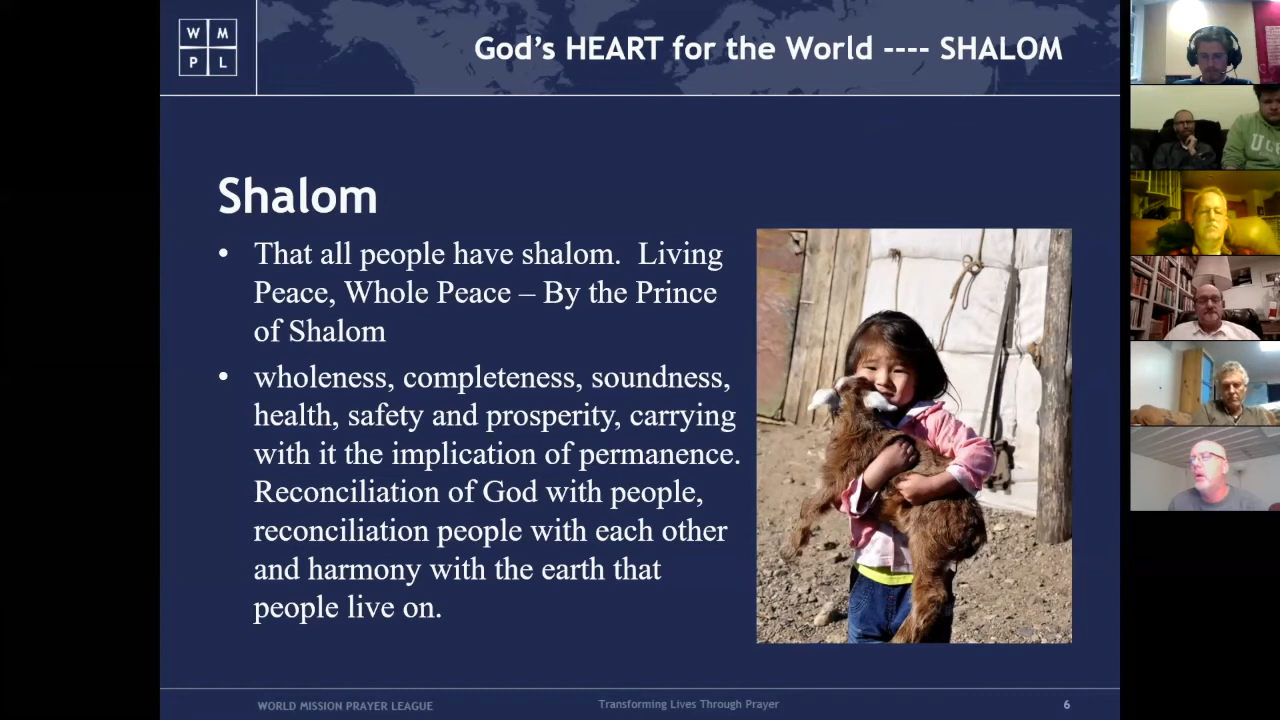 W M
P L
God's HEART for the World ---- SHALOM
Shalom
• That all people have shalom.  Living
Peace, Whole Peace – By the Prince
of Shalom
• wholeness, completeness, soundness,
health, safety and prosperity, carrying
with it the implication of permanence.
Reconciliation of God with people,
reconciliation people with each other
and harmony with the earth that
people live on.
WORLD MISSION PRAYER LEAGUE
Transforming Lives Through Prayer
6